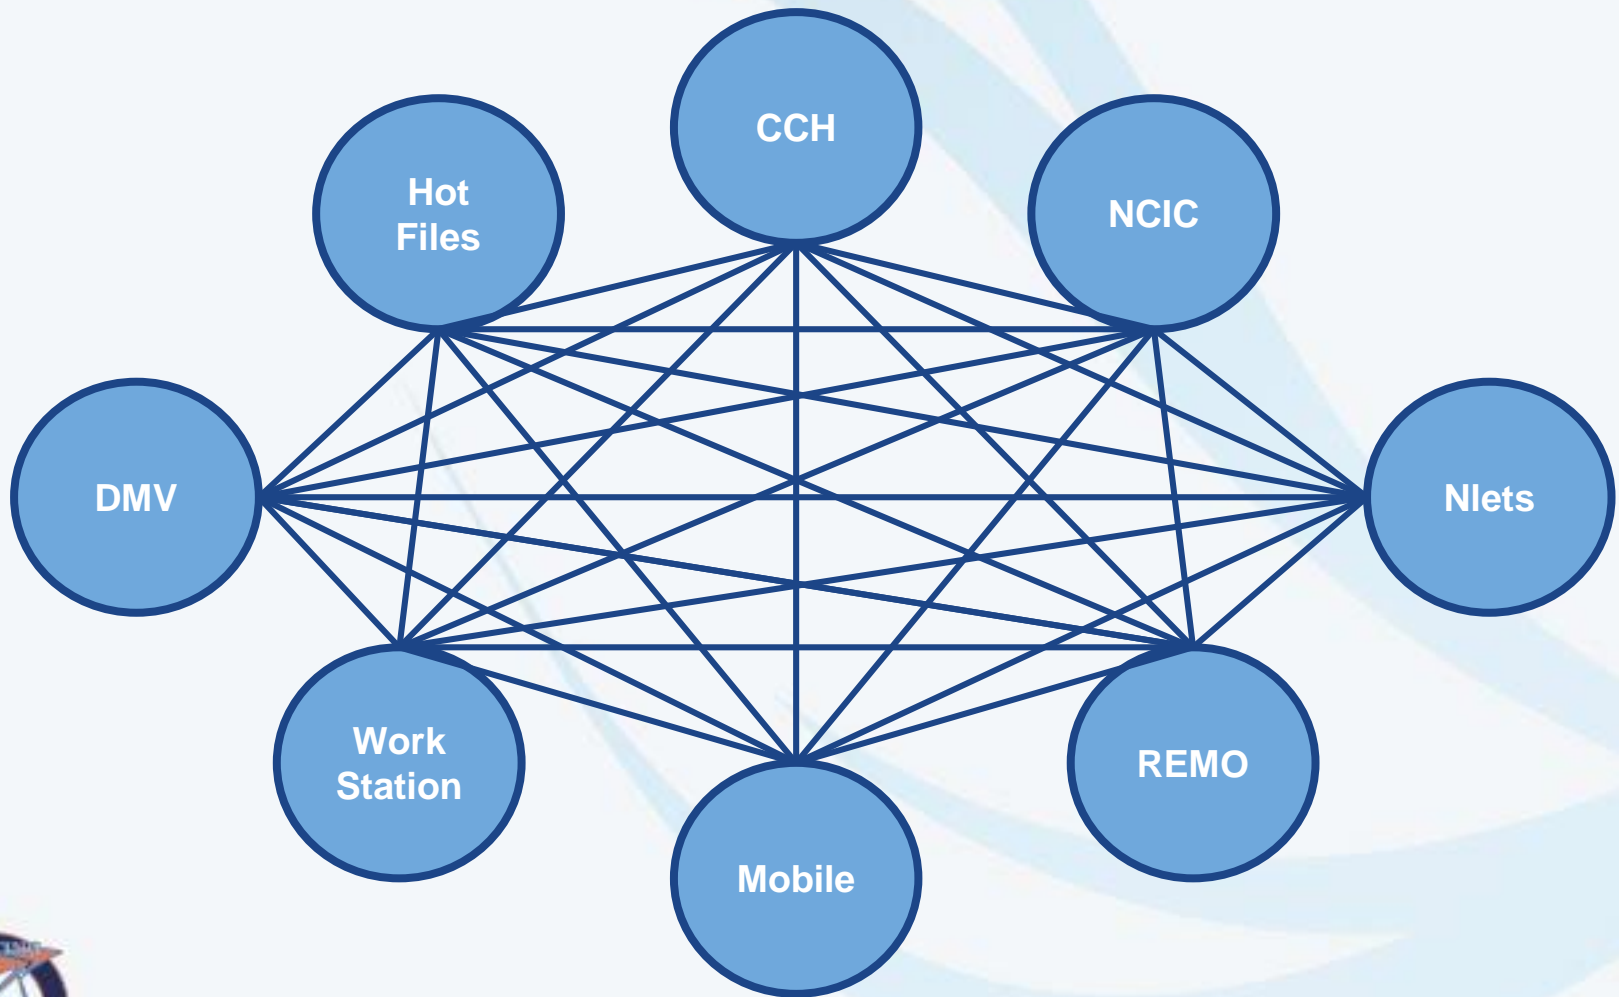 CCH
Hot
Files
NCIC
DMV
Nlets
Work
Station
REMO
Mobile